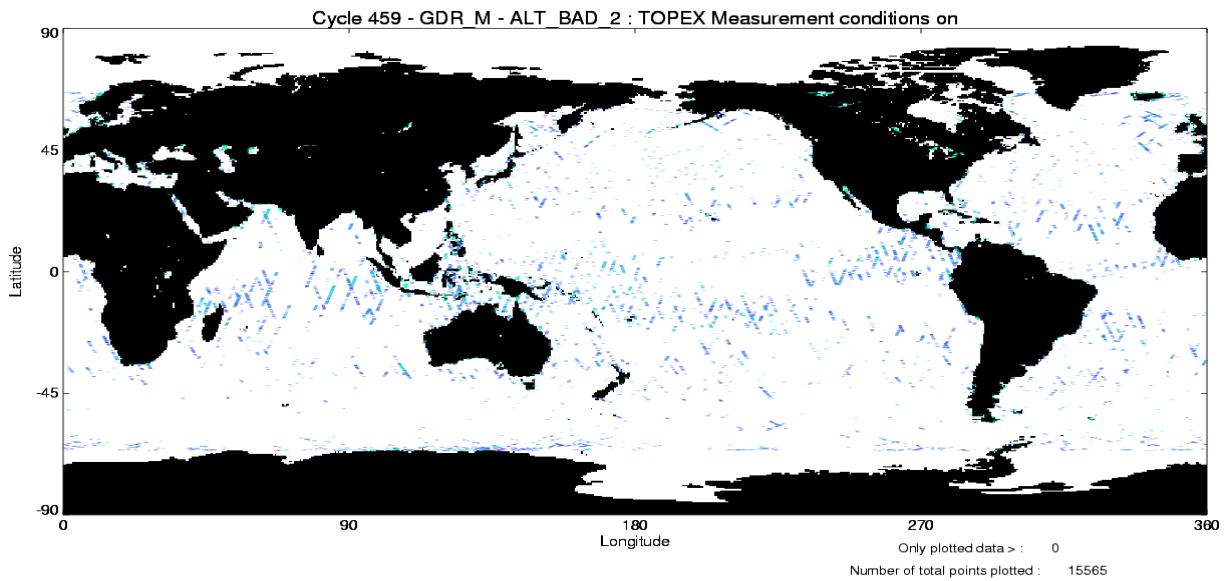 Cycle 459 - GDR_M - ALT_BAD_2 : TOPEX Measurement conditions on
90
45
0
-45
-90
Latitude
0 90 180 270 360
Longitude
Only plotted data > : 0
Number of total points plotted : 15565